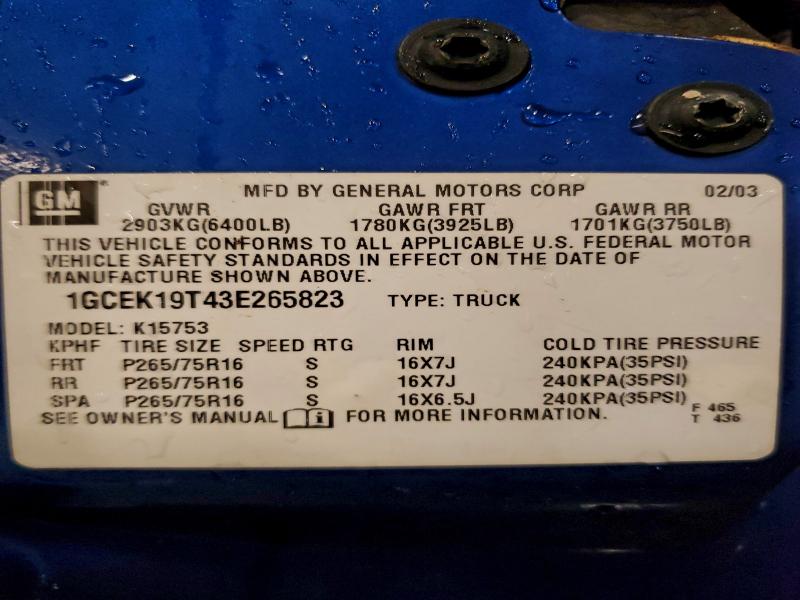 GM MFD BY GENERAL MOTORS CORP 02/03
GVWR GAWR FRT GAWR RR
2903KG(6400LB) 1780KG(3925LB) 1701KG(3750LB)
THIS VEHICLE CONFORMS TO ALL APPLICABLE U.S. FEDERAL MOTOR
VEHICLE SAFETY STANDARDS IN EFFECT ON THE DATE OF
MANUFACTURE SHOWN ABOVE.
1GCEK19T43E265823 TYPE: TRUCK
MODEL: K15753
KPHF TIRE SIZE SPEED RTG RIM COLD TIRE PRESSURE
FRT P265/75R16 S 16X7J 240KPA(35PSI)
RR P265/75R16 S 16X7J 240KPA(35PSI)
SPA P265/75R16 S 16X6.5J 240KPA(35PSI)
SEE OWNER'S MANUAL i FOR MORE INFORMATION.
F 465
T 436